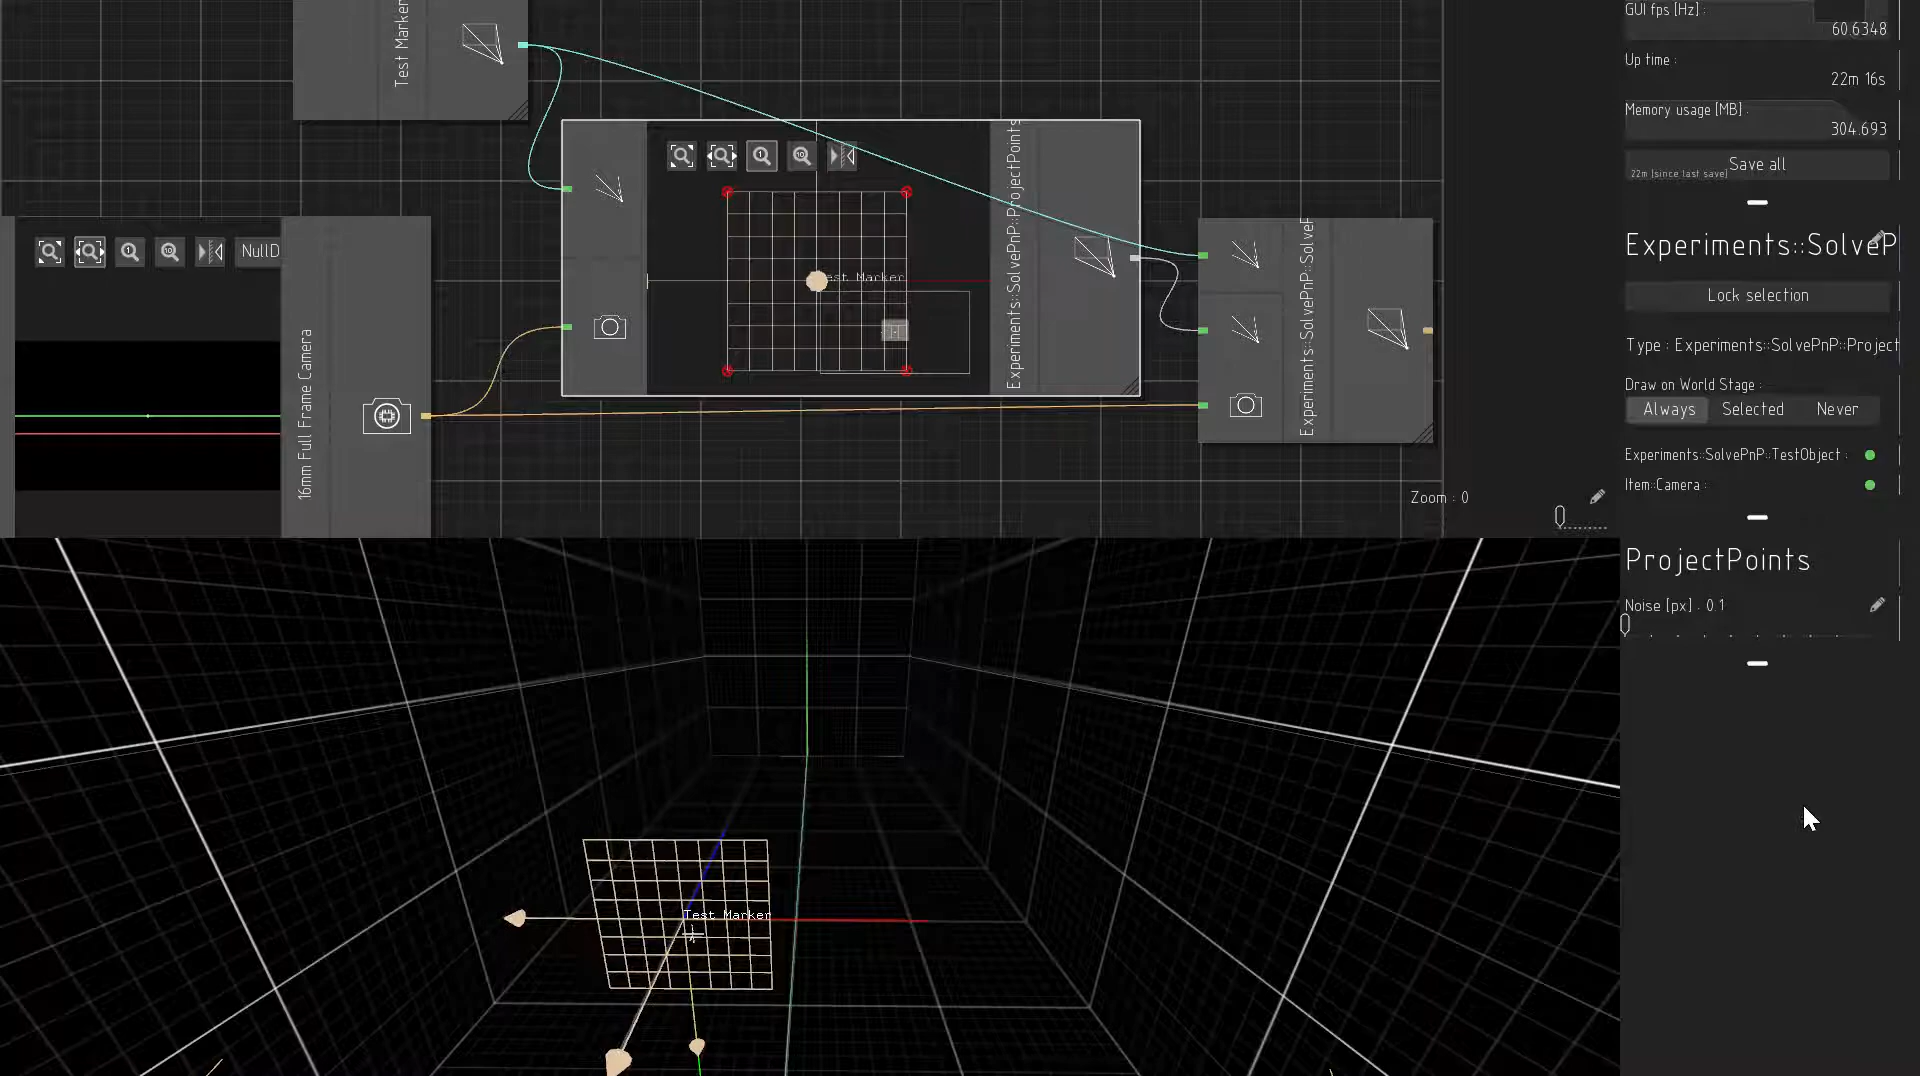 Test Marker
NullD
16mm Full Frame Camera
Test Marker
Experiments::SolvePnP::ProjectPoints
Experiments::SolvePnP::SolveP
Zoom : 0
Test Marker
GUI fps [Hz] :
60.6348
Up time :
22m 16s
Memory usage [MB] :
304.693
Save all
22m [since last save]
Experiments::SolveP
Lock selection
Type : Experiments::SolvePnP::Project
Draw on World Stage :
Always Selected Never
Experiments::SolvePnP::TestObject :
Item::Camera :
ProjectPoints
Noise [px] : 0.1